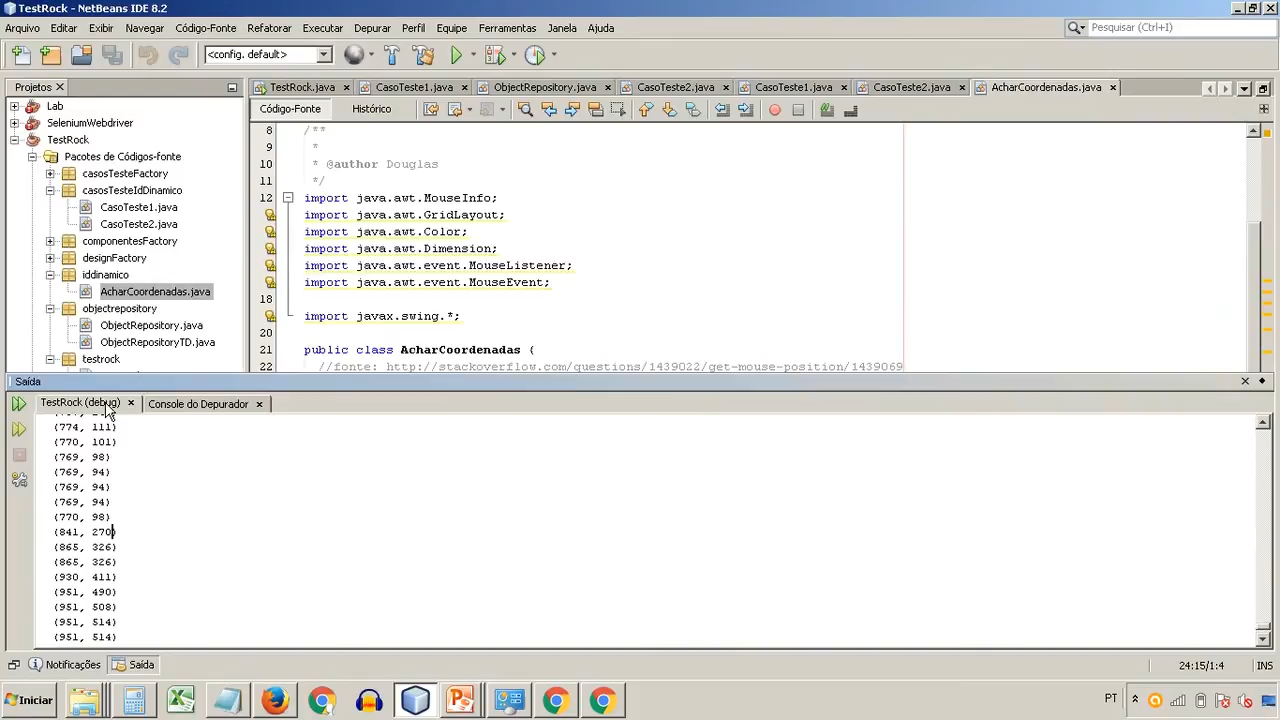 TestRock - NetBeans IDE 8.2
Arquivo Editar Exibir Navegar Código-Fonte Refatorar Executar Depurar Perfil Equipe Ferramentas Janela Ajuda
Pesquisar (Ctrl+I)
<config. default>
Projetos
TestRock.java CasoTeste1.java ObjectRepository.java CasoTeste2.java CasoTeste1.java CasoTeste2.java AcharCoordenadas.java
Lab
SeleniumWebdriver
TestRock
Pacotes de Códigos-fonte
casosTesteFactory
casosTesteIdDinamico
CasoTeste1.java
CasoTeste2.java
componentesFactory
designFactory
iddinamico
AcharCoordenadas.java
objectrepository
ObjectRepository.java
ObjectRepositoryTD.java
testrock
Código-Fonte Histórico
8 /**
9 *
10 * @author Douglas
11 */
12 import java.awt.MouseInfo;
import java.awt.GridLayout;
import java.awt.Color;
import java.awt.Dimension;
import java.awt.event.MouseListener;
import java.awt.event.MouseEvent;
18
import javax.swing.*;
20
21 public class AcharCoordenadas {
22 //fonte: http://stackoverflow.com/questions/1439022/get-mouse-position/1439069
Saída
TestRock (debug) Console do Depurador
(774, 111)
(770, 101)
(769, 98)
(769, 94)
(769, 94)
(769, 94)
(770, 98)
(841, 270)
(865, 326)
(865, 326)
(930, 411)
(951, 490)
(951, 508)
(951, 514)
(951, 514)
Notificações Saída
24:15/1:4 INS
Iniciar
PT